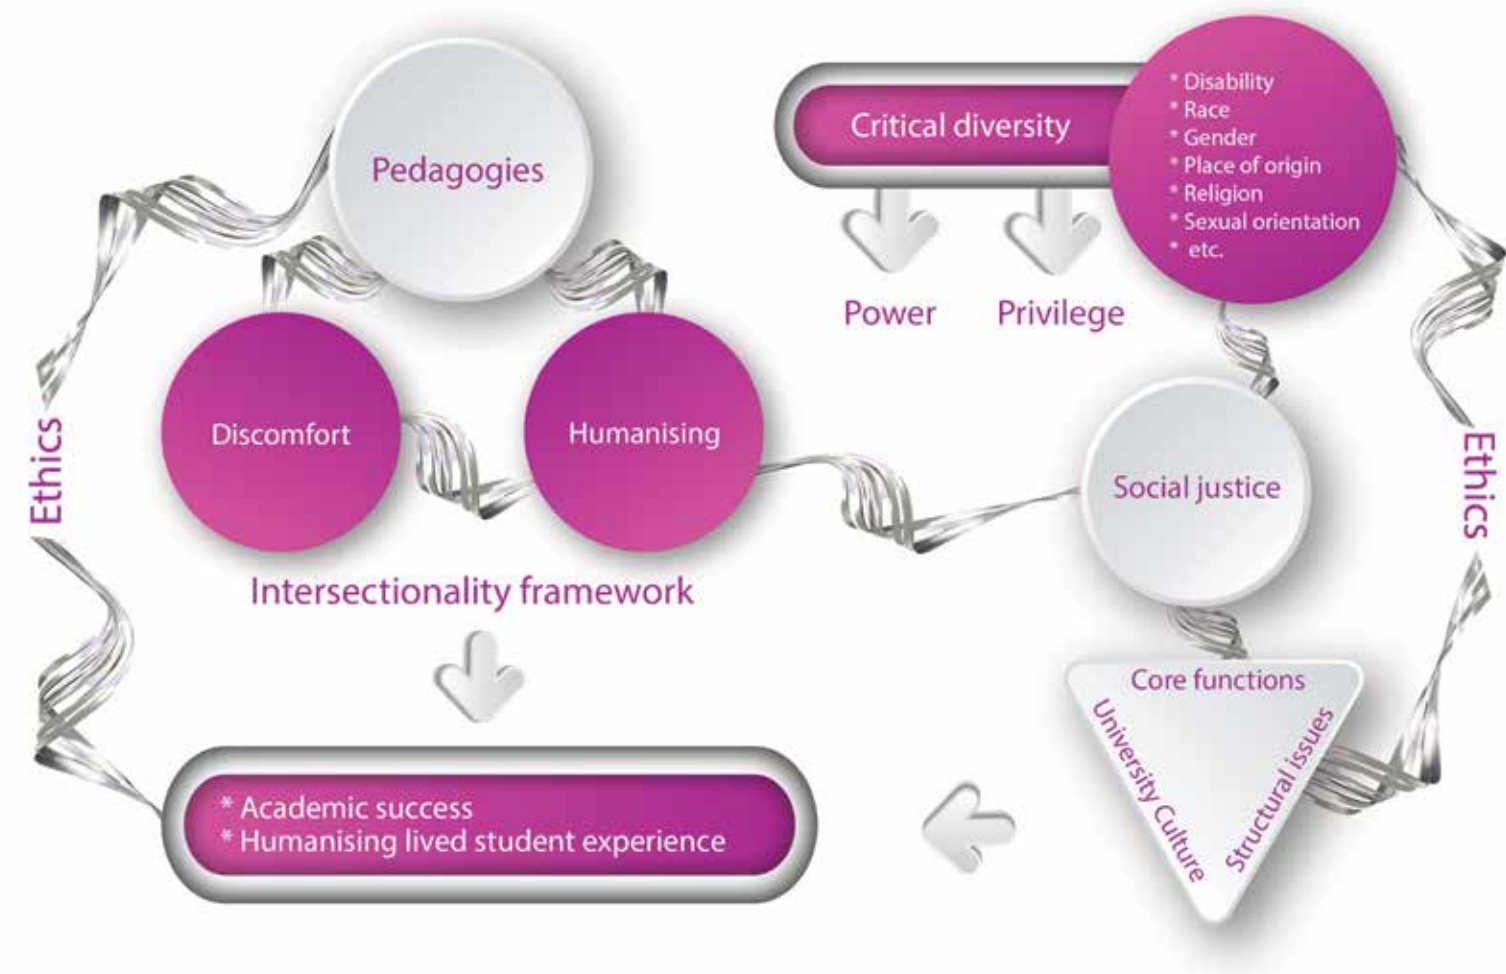 Pedagogies
Discomfort
Humanising
Intersectionality framework
Ethics
* Academic success
* Humanising lived student experience
Critical diversity
* Disability
* Race
* Gender
* Place of origin
* Religion
* Sexual orientation
* etc.
Power
Privilege
Social justice
Ethics
Core functions
University Culture
Structural issues